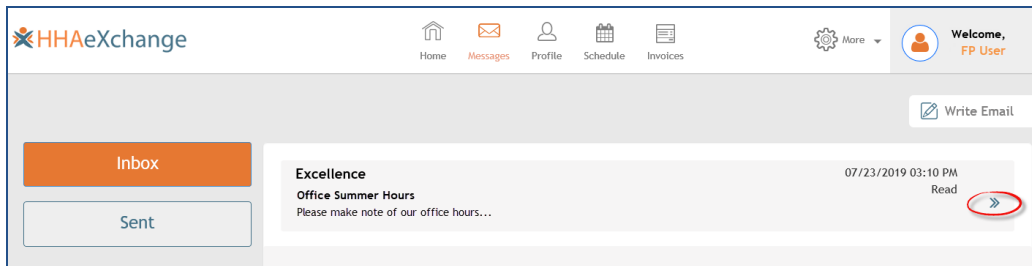 HHAeXchange
Home Messages Profile Schedule Invoices
More
Welcome,
FP User
Write Email
Inbox
Sent
Excellence
07/23/2019 03:10 PM
Office Summer Hours
Read
Please make note of our office hours...